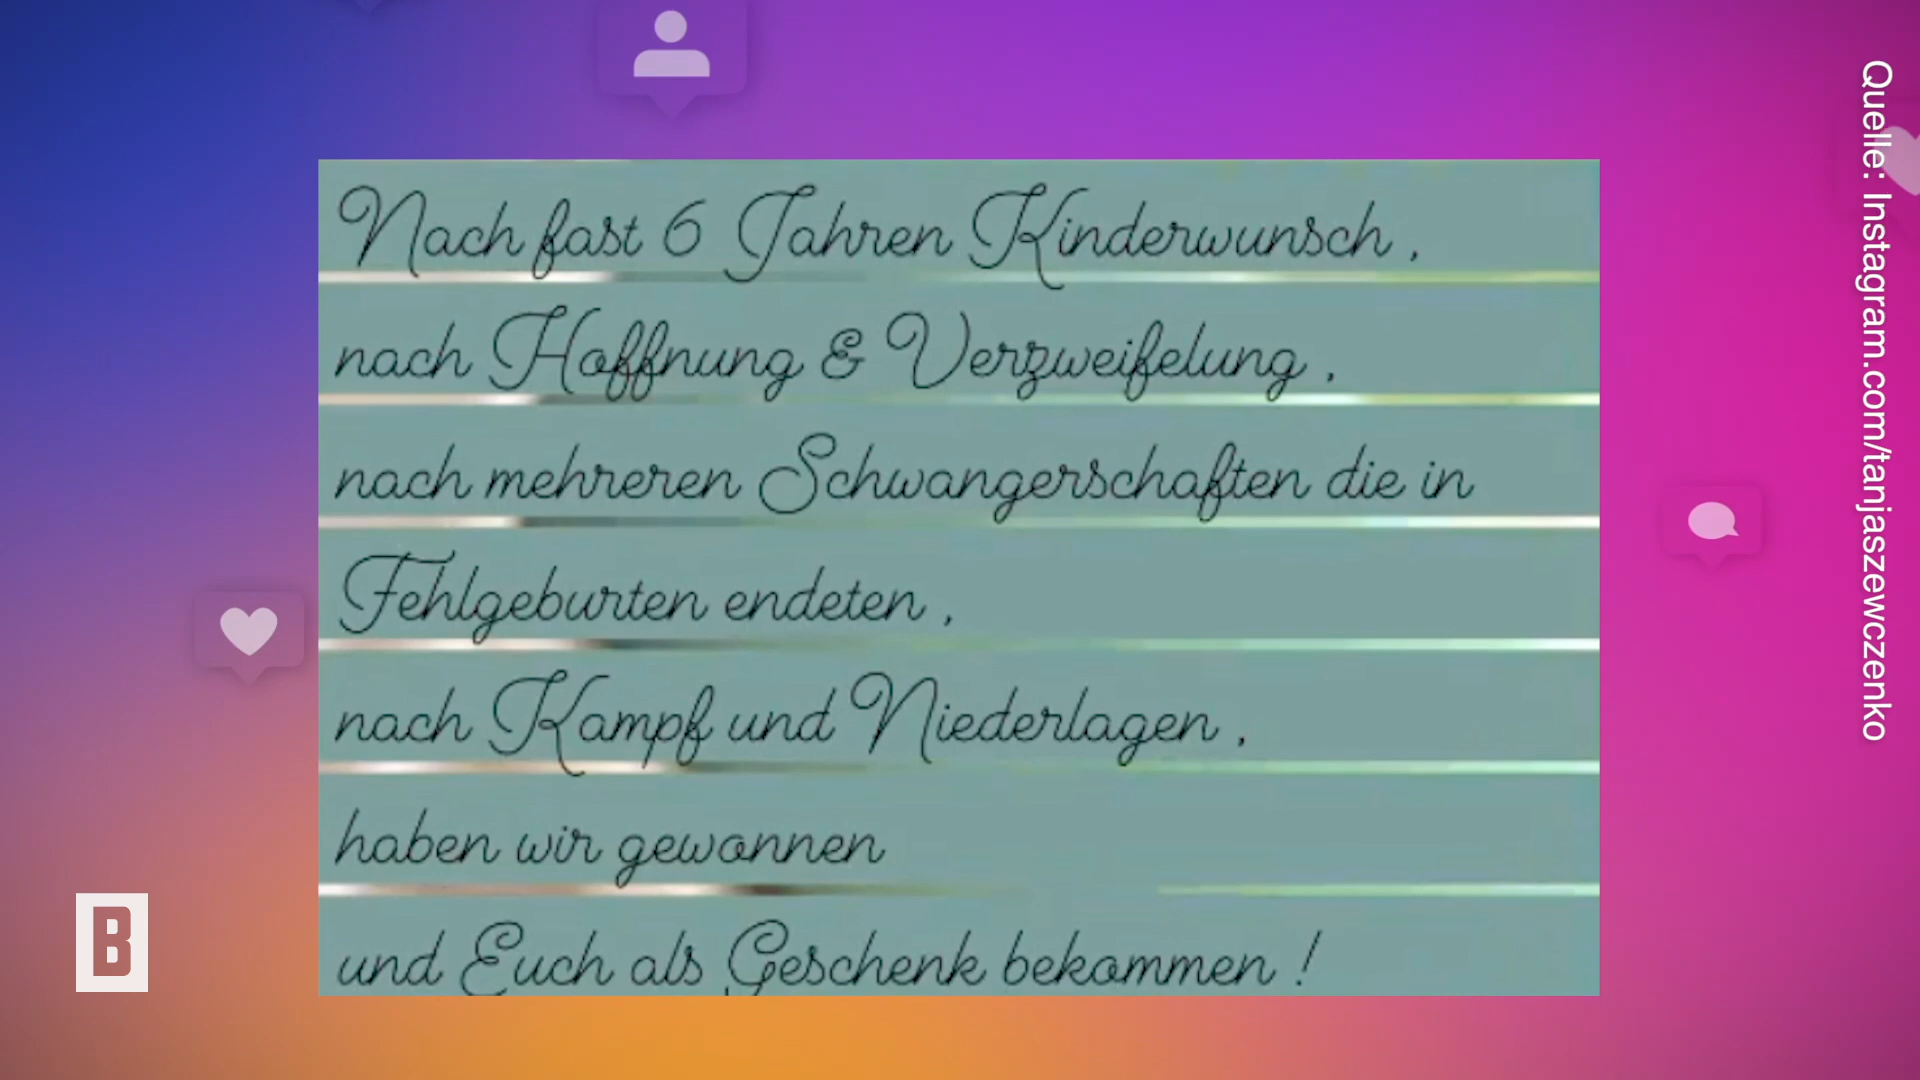 Nach fast 6 Jahren Kinderwunsch ,
nach Hoffnung & Verzweifelung ,
nach mehreren Schwangerschaften die in
Fehlgeburten endeten ,
nach Kampf und Niederlagen ,
haben wir gewonnen
und Euch als Geschenk bekommen !
Quelle: Instagram.com/tanjaszewczenko
B